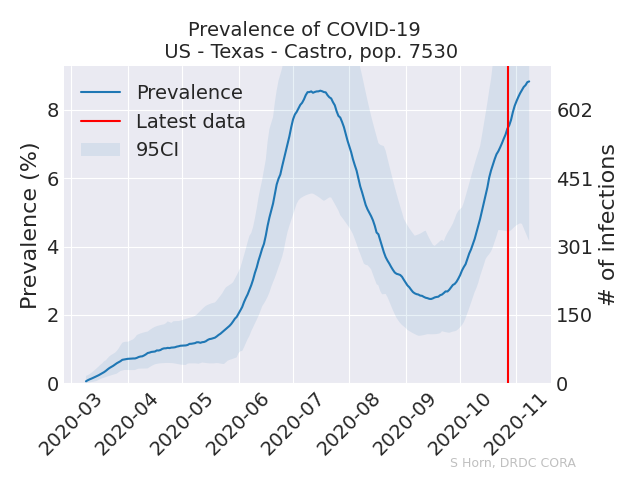 Prevalence of COVID-19
US - Texas - Castro, pop. 7530
Prevalence
Latest data
95CI
Prevalence (%)
8
6
4
2
0
602
451
301
150
0
# of infections
2020-03
2020-04
2020-05
2020-06
2020-07
2020-08
2020-09
2020-10
2020-11
S Horn, DRDC CORA